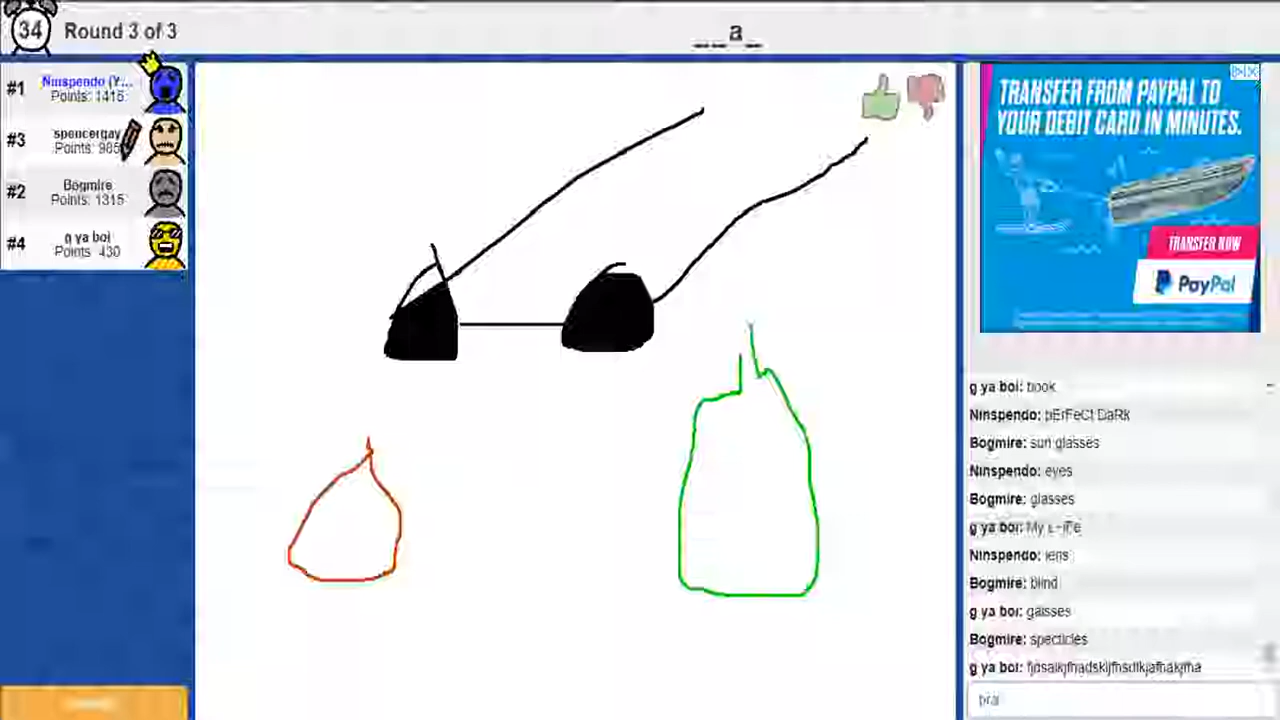 34
Round 3 of 3
__a_
#1
Ninspendo (Y...
Points: 1416
#3
spencergay
Points: 985
#2
Bogmire
Points: 1315
#4
g ya boi
Points 430
TRANSFER FROM PAYPAL TO
YOUR DEBIT CARD IN MINUTES.
TRANSFER NOW
PayPal
g ya boi: book
Ninspendo: pErFeCt DaRk
Bogmire: sun glasses
Ninspendo: eyes
Bogmire: glasses
g ya boi: My
Ninspendo: lens
Bogmire: blind
g ya boi: galsses
Bogmire: specticles
g ya boi: